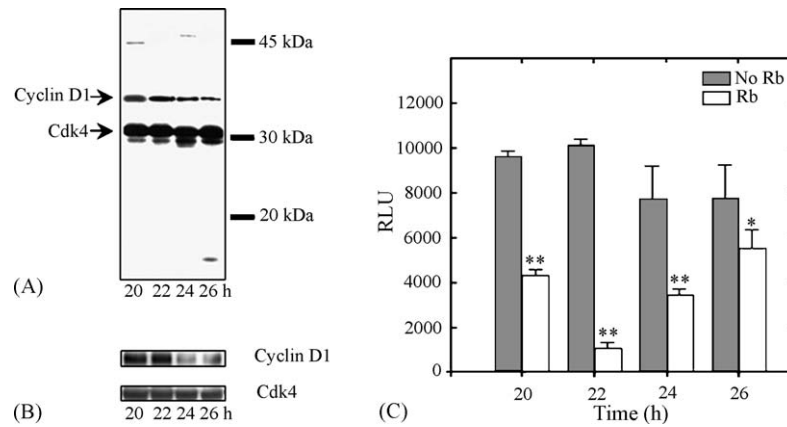 45 kDa
Cyclin D1
Cdk4
30 kDa
20 kDa
(A)
20 22 24 26 h
Cyclin D1
Cdk4
(B)
20 22 24 26 h
No Rb
Rb
12000
10000
8000
6000
4000
2000
0
RLU
**
**
**
*
20 22 24 26
(C)
Time (h)